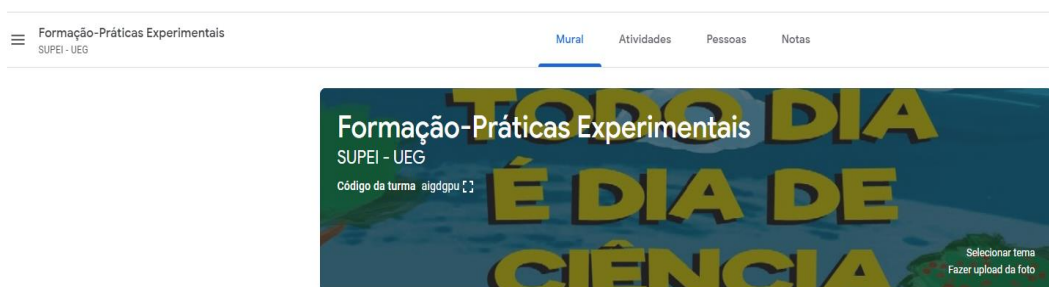 Formação-Práticas Experimentais
SUPEI - UEG
Mural Atividades Pessoas Notas
TODO DIA
É DIA DE
CIÊNCIA
Formação-Práticas Experimentais
SUPEI - UEG
Código da turma aigdgpu
Selecionar tema
Fazer upload da foto